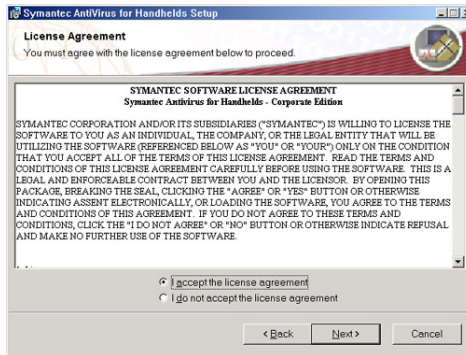 Symantec AntiVirus for Handhelds Setup
License Agreement
You must agree with the license agreement below to proceed.
SYMANTEC SOFTWARE LICENSE AGREEMENT
Symantec Antivirus for Handhelds - Corporate Edition
SYMANTEC CORPORATION AND/OR ITS SUBSIDIARIES ("SYMANTEC") IS WILLING TO LICENSE THE
SOFTWARE TO YOU AS AN INDIVIDUAL, THE COMPANY, OR THE LEGAL ENTITY THAT WILL BE
UTILIZING THE SOFTWARE (REFERENCED BELOW AS "YOU" OR "YOUR") ONLY ON THE CONDITION
THAT YOU ACCEPT ALL OF THE TERMS OF THIS LICENSE AGREEMENT. READ THE TERMS AND
CONDITIONS OF THIS LICENSE AGREEMENT CAREFULLY BEFORE USING THE SOFTWARE. THIS IS A
LEGAL AND ENFORCEABLE CONTRACT BETWEEN YOU AND THE LICENSOR. BY OPENING THIS
PACKAGE, BREAKING THE SEAL, CLICKING THE "AGREE" OR "YES" BUTTON OR OTHERWISE
INDICATING ASSENT ELECTRONICALLY, OR LOADING THE SOFTWARE, YOU AGREE TO THE TERMS
AND CONDITIONS OF THIS AGREEMENT. IF YOU DO NOT AGREE TO THESE TERMS AND
CONDITIONS, CLICK THE "I DO NOT AGREE" OR "NO" BUTTON OR OTHERWISE INDICATE REFUSAL
AND MAKE NO FURTHER USE OF THE SOFTWARE.
I accept the license agreement
I do not accept the license agreement
< Back Next > Cancel